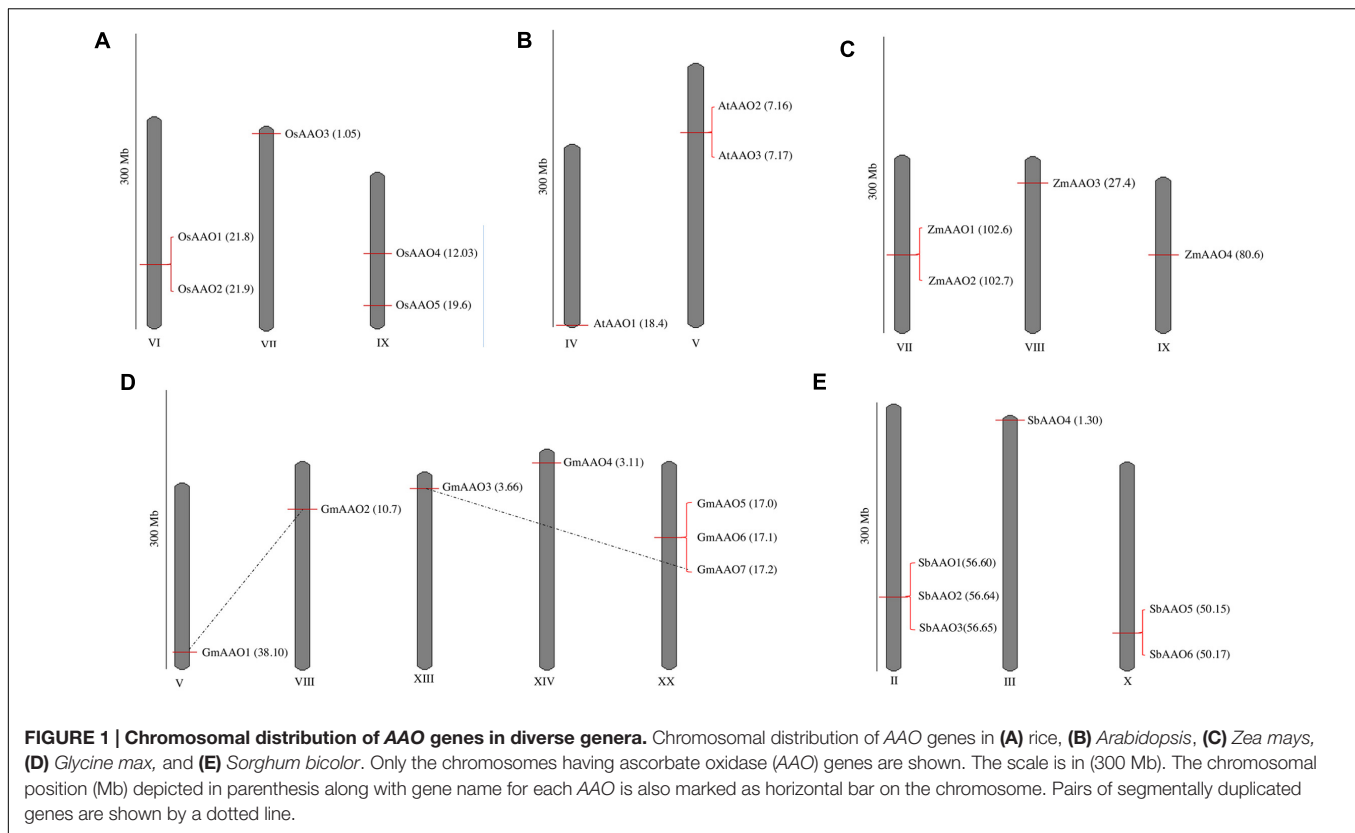 A
300 Mb
OsAAO1 (21.8)
OsAAO2 (21.9)
VI
OsAAO3 (1.05)
VII
OsAAO4 (12.03)
OsAAO5 (19.6)
IX
B
300 Mb
AtAAO1 (18.4)
IV
AtAAO2 (7.16)
AtAAO3 (7.17)
V
C
300 Mb
ZmAAO1 (102.6)
ZmAAO2 (102.7)
VII
ZmAAO3 (27.4)
VIII
ZmAAO4 (80.6)
IX
D
300 Mb
GmAAO1 (38.10)
V
GmAAO2 (10.7)
VIII
GmAAO3 (3.66)
XIII
GmAAO4 (3.11)
XIV
GmAAO5 (17.0)
GmAAO6 (17.1)
GmAAO7 (17.2)
XX
E
300 Mb
SbAAO1(56.60)
SbAAO2 (56.64)
SbAAO3(56.65)
II
SbAAO4 (1.30)
III
SbAAO5 (50.15)
SbAAO6 (50.17)
X
FIGURE 1 | Chromosomal distribution of AAO genes in diverse genera. Chromosomal distribution of AAO genes in (A) rice, (B) Arabidopsis, (C) Zea mays,
(D) Glycine max, and (E) Sorghum bicolor. Only the chromosomes having ascorbate oxidase (AAO) genes are shown. The scale is in (300 Mb). The chromosomal
position (Mb) depicted in parenthesis along with gene name for each AAO is also marked as horizontal bar on the chromosome. Pairs of segmentally duplicated
genes are shown by a dotted line.